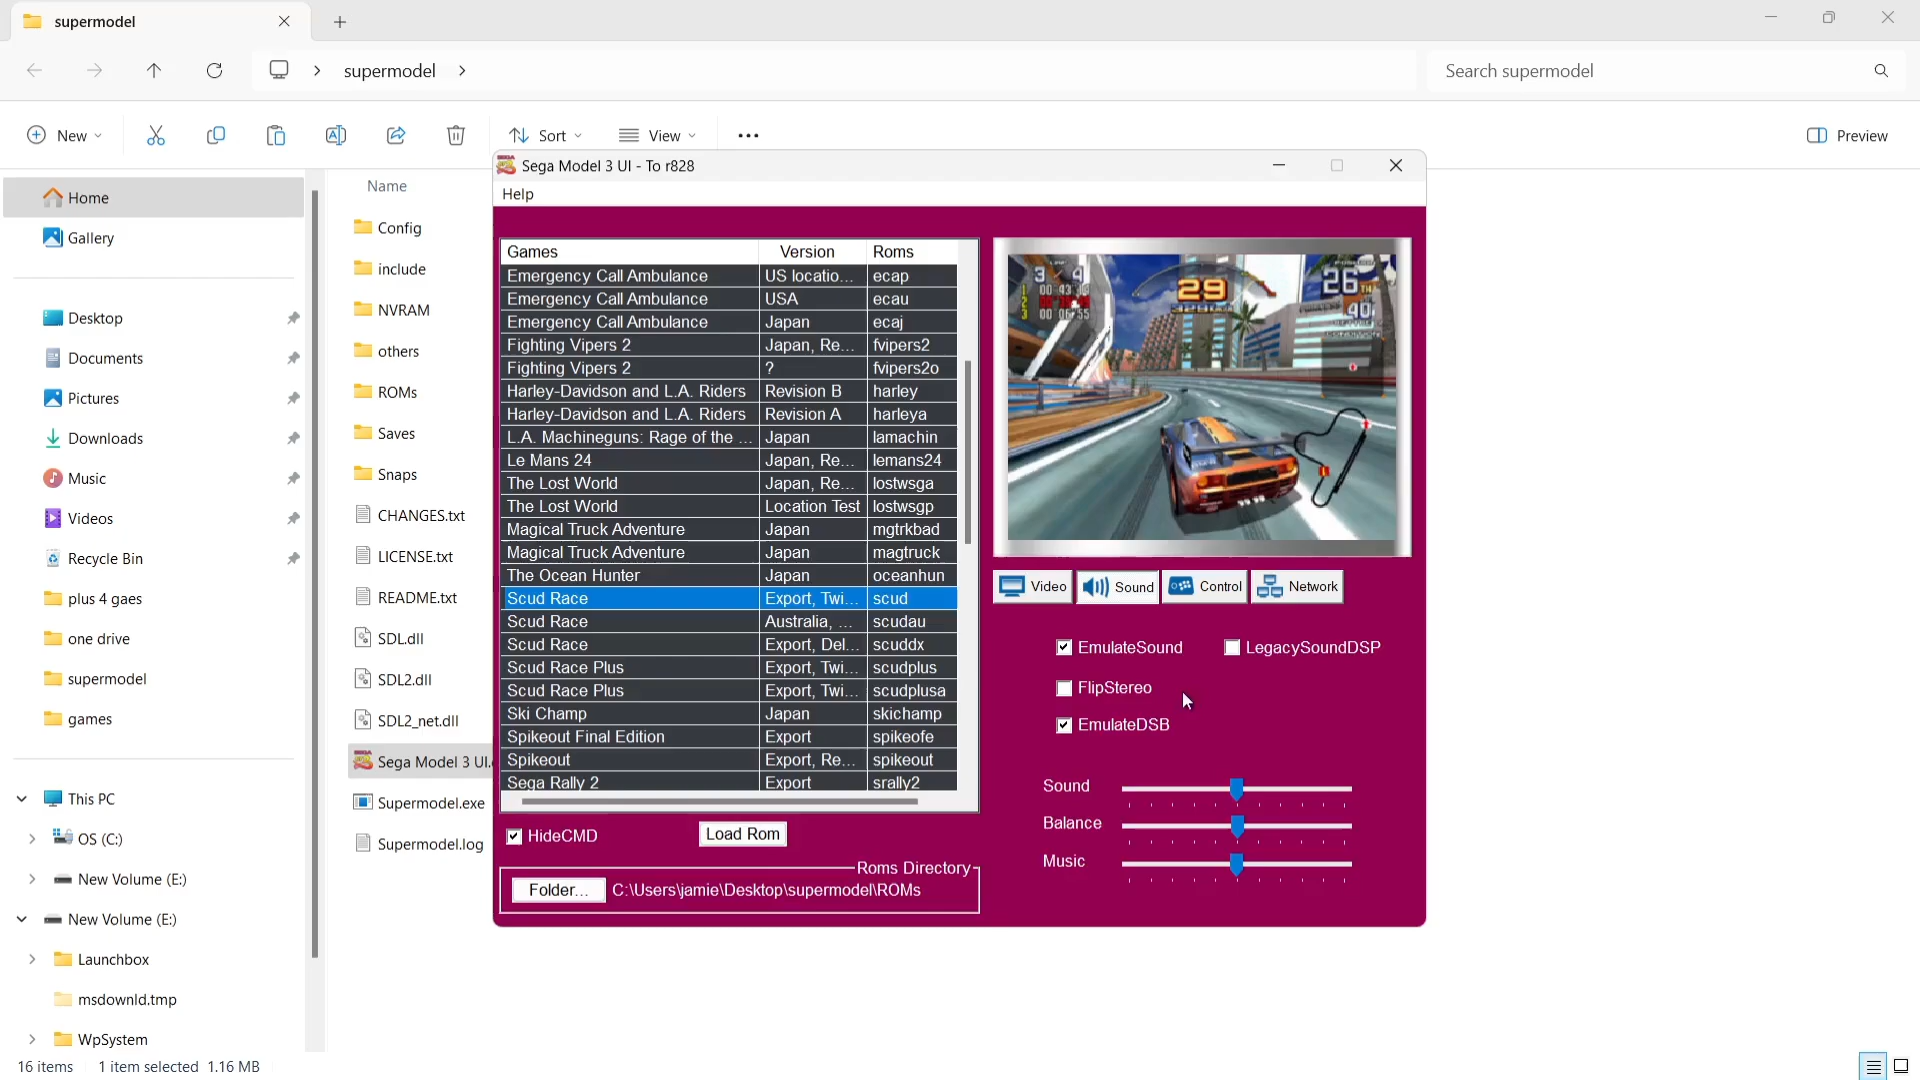 supermodel
supermodel
Search supermodel
New
Sort
View
Preview
Home
Gallery
Desktop
Documents
Pictures
Downloads
Music
Videos
Recycle Bin
plus 4 gaes
one drive
supermodel
games
This PC
OS (C:)
New Volume (E:)
New Volume (E:)
Launchbox
msdownld.tmp
WpSystem
16 items 1 item selected 1.16 MB
Name
Config
include
NVRAM
others
ROMs
Saves
Snaps
CHANGES.txt
LICENSE.txt
README.txt
SDL.dll
SDL2.dll
SDL2_net.dll
Sega Model 3 UI.
Supermodel.exe
Supermodel.log
Sega Model 3 UI - To r828
Help
Games Version Roms
Emergency Call Ambulance US locatio... ecap
Emergency Call Ambulance USA ecau
Emergency Call Ambulance Japan ecaj
Fighting Vipers 2 Japan, Re... fvipers2
Fighting Vipers 2 ? fvipers2o
Harley-Davidson and L.A. Riders Revision B harley
Harley-Davidson and L.A. Riders Revision A harleya
L.A. Machineguns: Rage of the ... Japan lamachin
Le Mans 24 Japan, Re... lemans24
The Lost World Japan, Re... lostwsga
The Lost World Location Test lostwsgp
Magical Truck Adventure Japan mgtrkbad
Magical Truck Adventure Japan magtruck
The Ocean Hunter Japan oceanhun
Scud Race Export, Twi... scud
Scud Race Australia, ... scudau
Scud Race Export, Del... scuddx
Scud Race Plus Export, Twi... scudplus
Scud Race Plus Export, Twi... scudplusa
Ski Champ Japan skichamp
Spikeout Final Edition Export spikeofe
Spikeout Export, Re... spikeout
Sega Rally 2 Export srally2
HideCMD
Load Rom
Roms Directory
Folder... C:\Users\jamie\Desktop\supermodel\ROMs
3 4
29
26
40
Video Sound Control Network
EmulateSound LegacySoundDSP
FlipStereo
EmulateDSB
Sound
Balance
Music